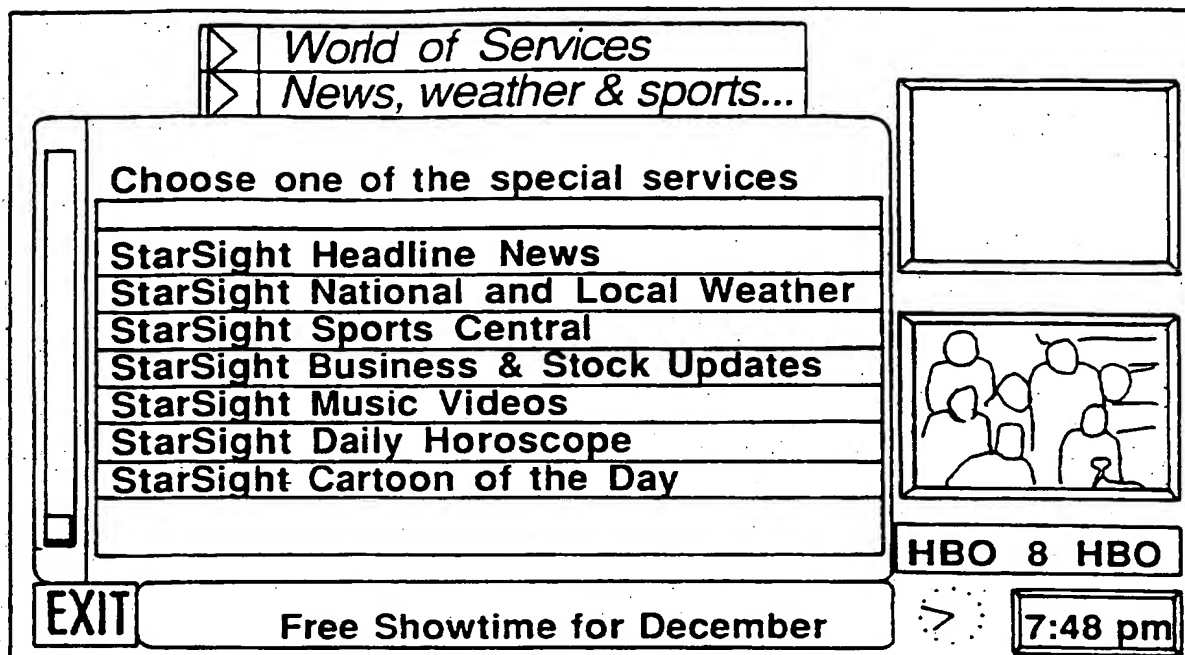 World of Services
News, weather & sports...
Choose one of the special services
StarSight Headline News
StarSight National and Local Weather
StarSight Sports Central
StarSight Business & Stock Updates
StarSight Music Videos
StarSight Daily Horoscope
StarSight Cartoon of the Day
HBO 8 HBO
EXIT
Free Showtime for December
7:48 pm